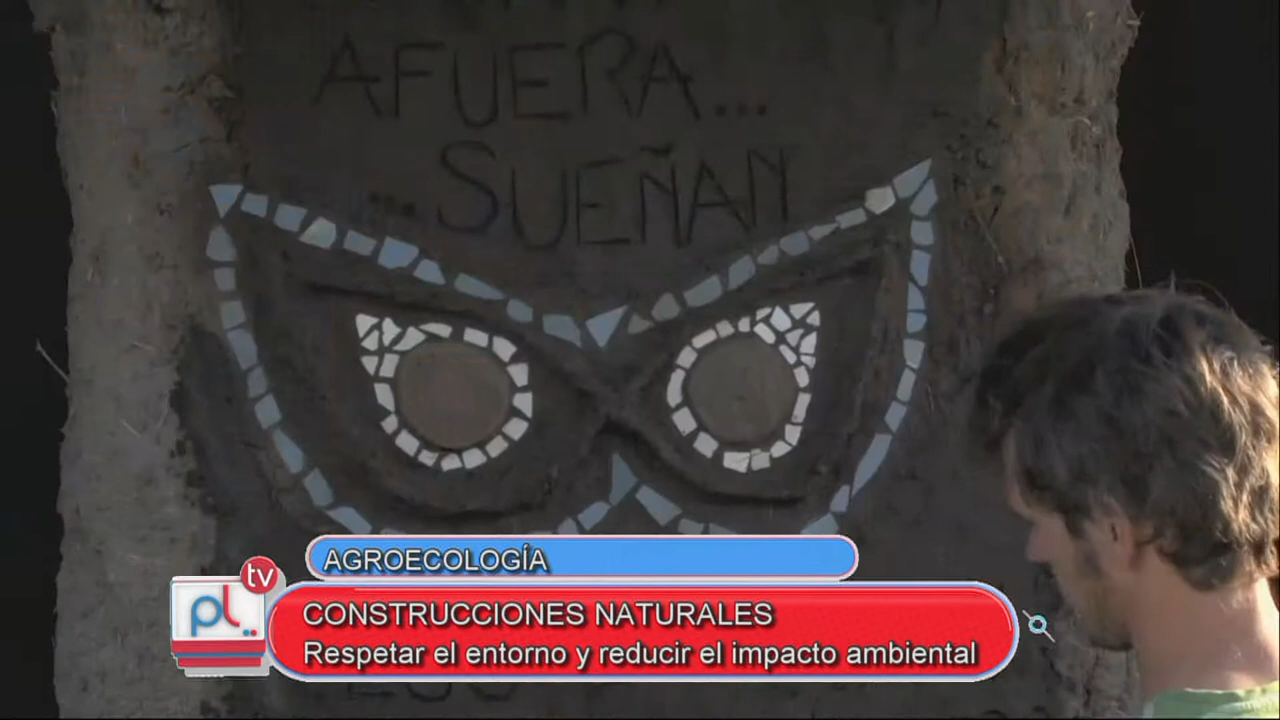 AFUERA...
...SUEÑAN
AGROECOLOGÍA
tv
pl..
CONSTRUCCIONES NATURALES
Respetar el entorno y reducir el impacto ambiental